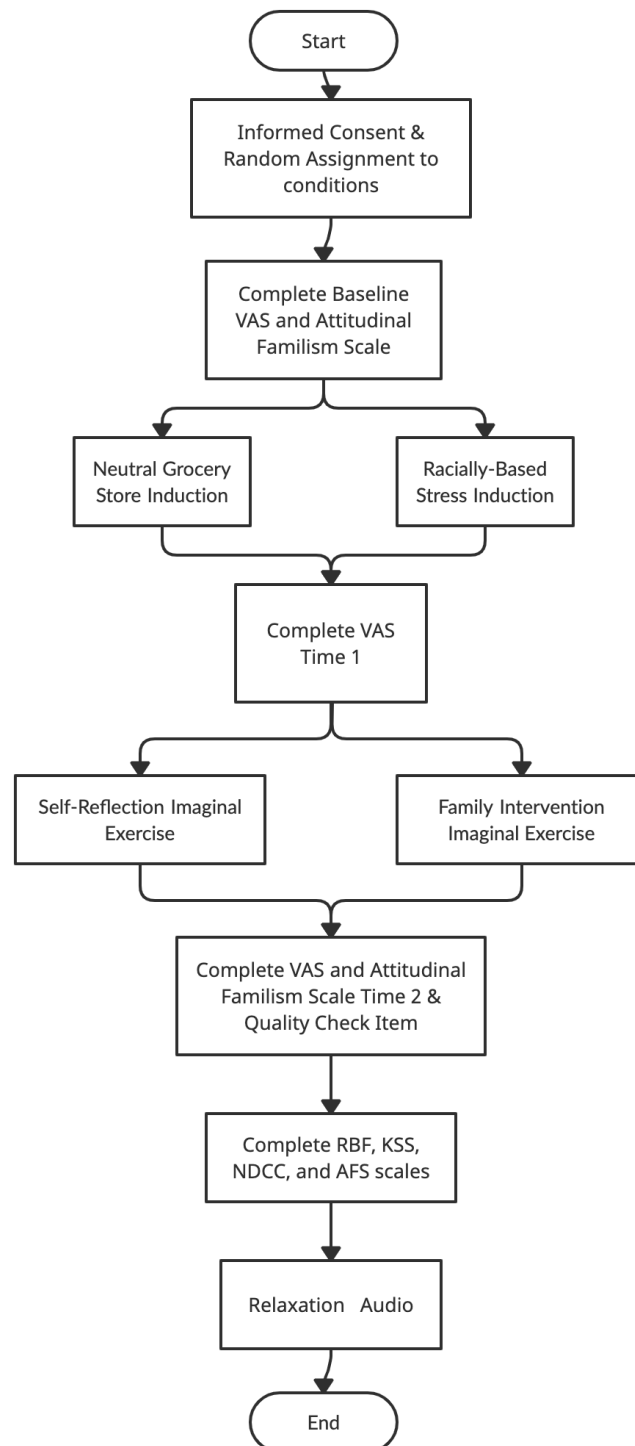 Start
Informed Consent &
Random Assignment to
conditions
Complete Baseline
VAS and Attitudinal
Familism Scale
Neutral Grocery
Store Induction
Racially-Based
Stress Induction
Complete VAS
Time 1
Self-Reflection Imaginal
Exercise
Family Intervention
Imaginal Exercise
Complete VAS and Attitudinal
Familism Scale Time 2 &
Quality Check Item
Complete RBF, KSS,
NDCC, and AFS scales
Relaxation Audio
End